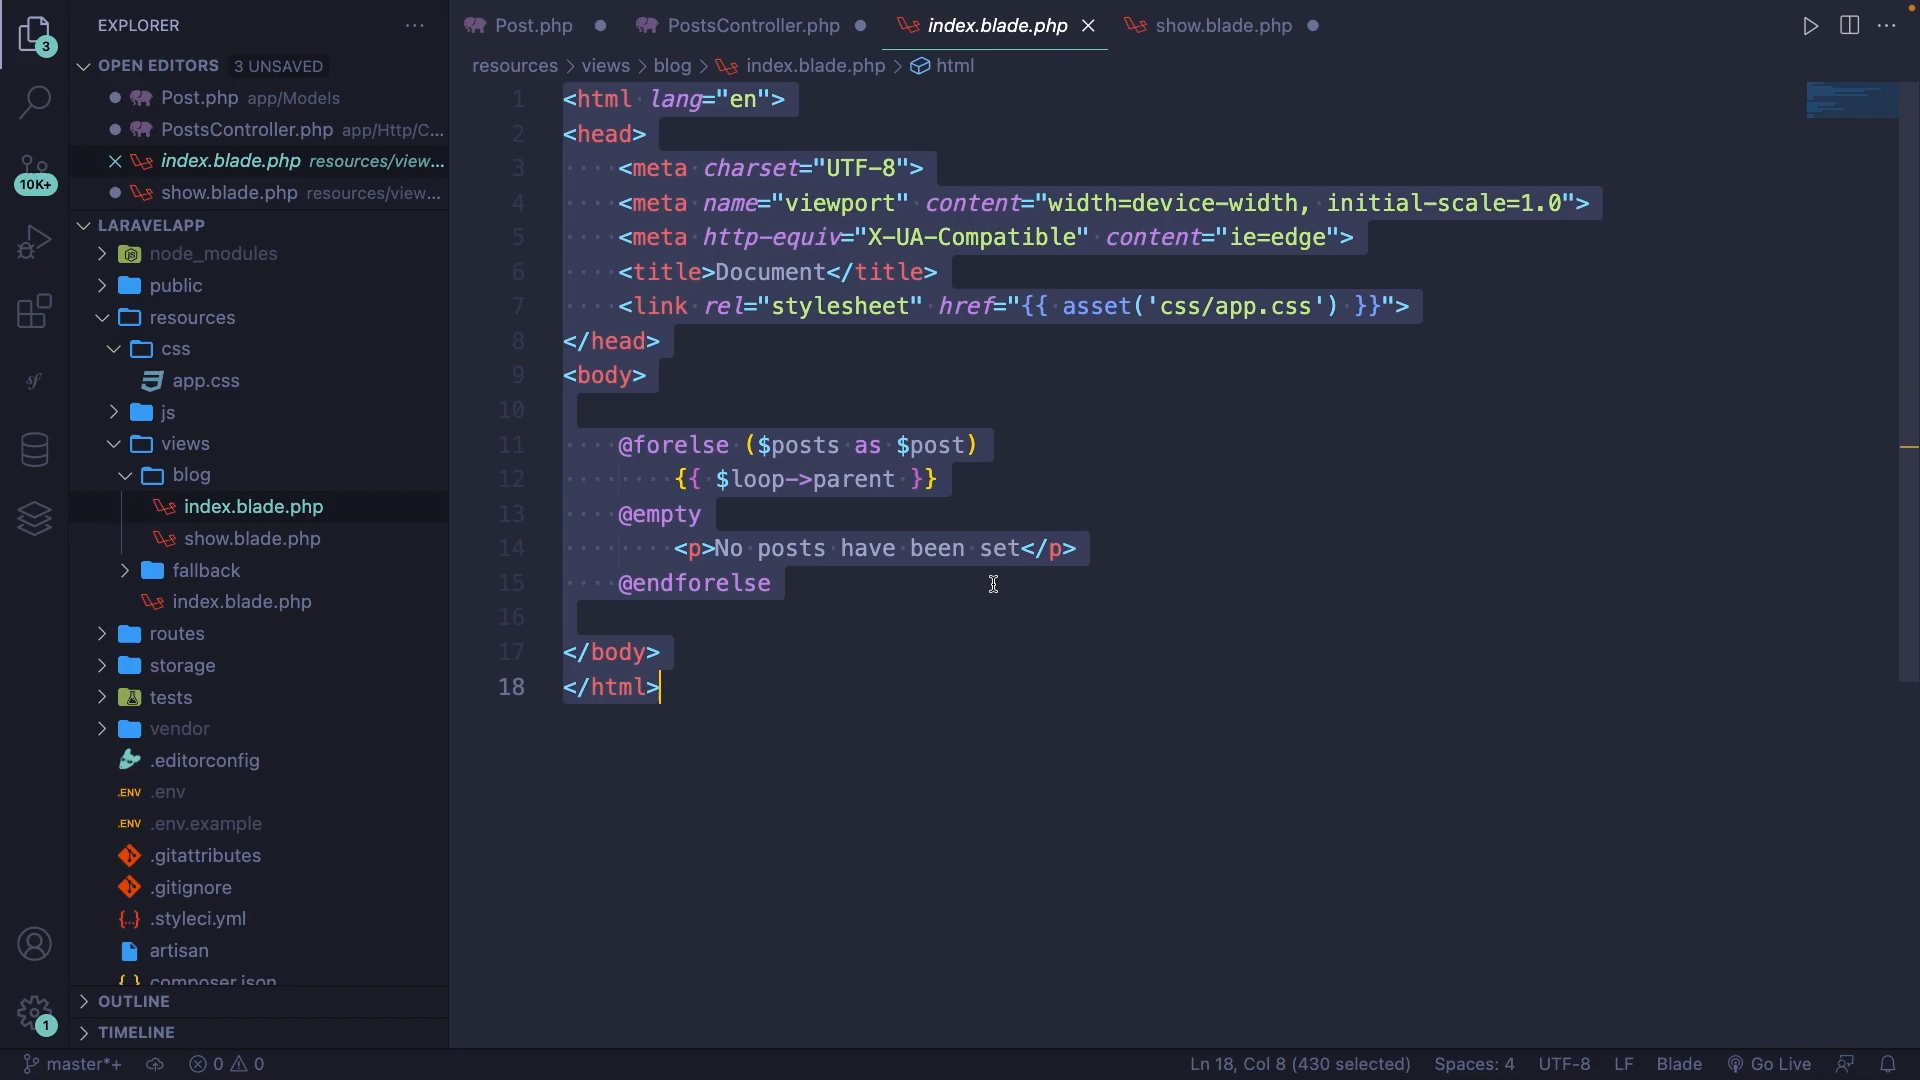 EXPLORER
OPEN EDITORS 3 UNSAVED
Post.php app/Models
PostsController.php app/Http/C...
index.blade.php resources/view...
show.blade.php resources/view...
LARAVELAPP
node_modules
public
resources
css
app.css
js
views
blog
index.blade.php
show.blade.php
fallback
index.blade.php
routes
storage
tests
vendor
.editorconfig
.ENV .env
.ENV .env.example
.gitattributes
.gitignore
.styleci.yml
artisan
composer.json
OUTLINE
TIMELINE
3
10K+
sf
1
Post.php PostsController.php index.blade.php show.blade.php
resources > views > blog > index.blade.php > html
1 <html lang="en">
2 <head>
3 <meta charset="UTF-8">
4 <meta name="viewport" content="width=device-width, initial-scale=1.0">
5 <meta http-equiv="X-UA-Compatible" content="ie=edge">
6 <title>Document</title>
7 <link rel="stylesheet" href="{{ asset('css/app.css') }}">
8 </head>
9 <body>
10
11 @forelse ($posts as $post)
12 {{ $loop->parent }}
13 @empty
14 <p>No posts have been set</p>
15 @endforelse
16
17 </body>
18 </html>
master*+ 0 0 Ln 18, Col 8 (430 selected) Spaces: 4 UTF-8 LF Blade Go Live